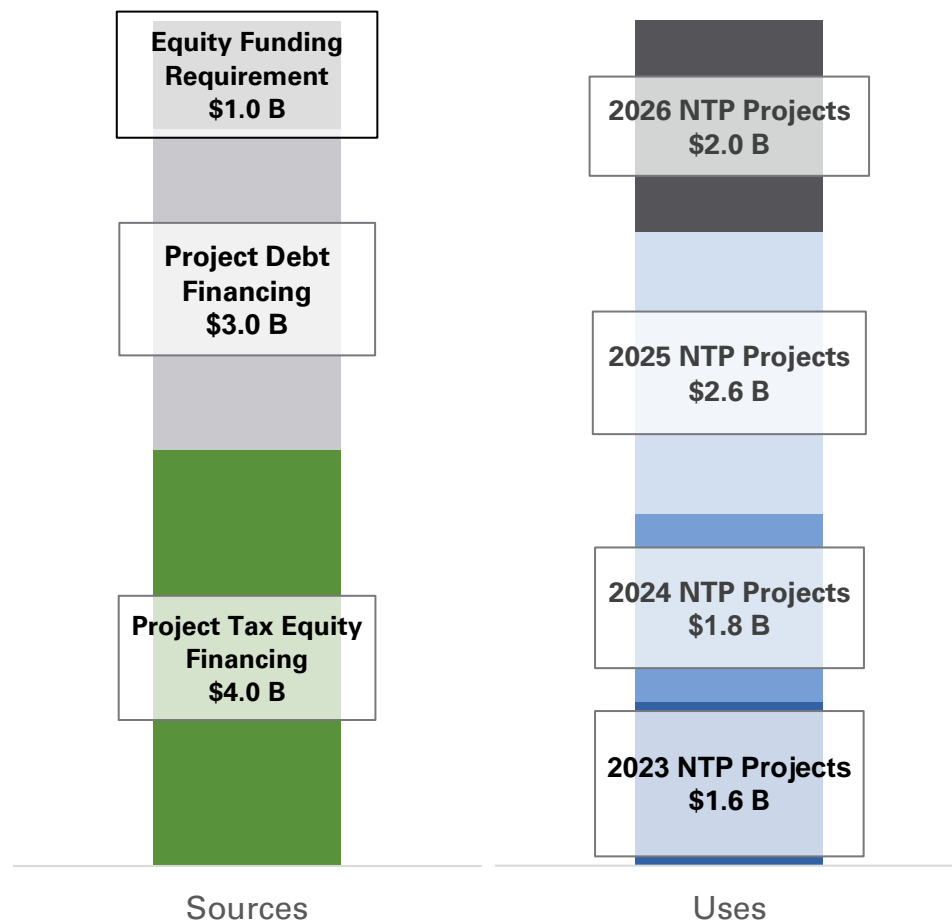 Equity Funding
Requirement
$1.0 B
Project Debt
Financing
$3.0 B
Project Tax Equity
Financing
$4.0 B
Sources
2026 NTP Projects
$2.0 B
2025 NTP Projects
$2.6 B
2024 NTP Projects
$1.8 B
2023 NTP Projects
$1.6 B
Uses